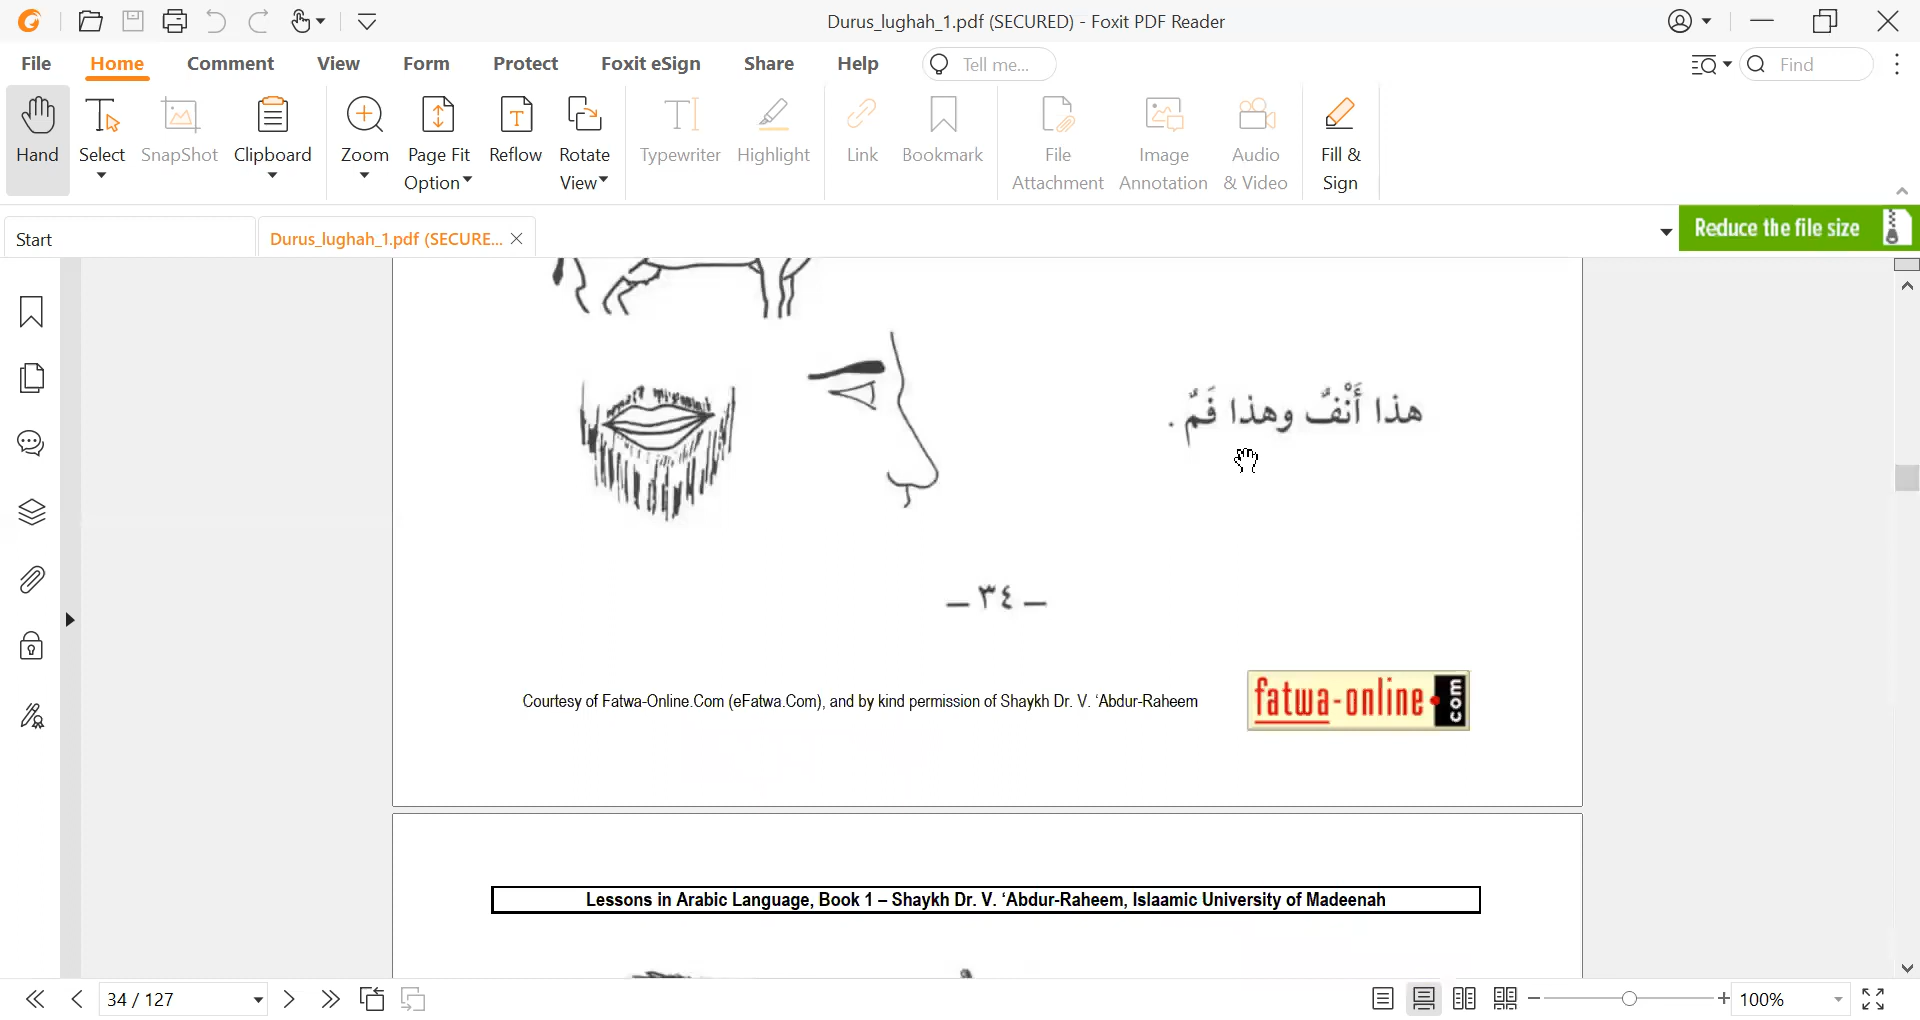 Durus_lughah_1.pdf (SECURED) - Foxit PDF Reader
File Home Comment View Form Protect Foxit eSign Share Help Tell me... Find
Hand Select SnapShot Clipboard Zoom Page Fit Option Reflow Rotate View Typewriter Highlight Link Bookmark File Attachment Image Annotation Audio & Video Fill & Sign
Start Durus_lughah_1.pdf (SECURE... Reduce the file size
هذا أَنْفٌ وهذا فَمٌ .
– ٣٤ –
Courtesy of Fatwa-Online.Com (eFatwa.Com), and by kind permission of Shaykh Dr. V. ‘Abdur-Raheem fatwa-online.com
Lessons in Arabic Language, Book 1 – Shaykh Dr. V. ‘Abdur-Raheem, Islaamic University of Madeenah
34 / 127 100%